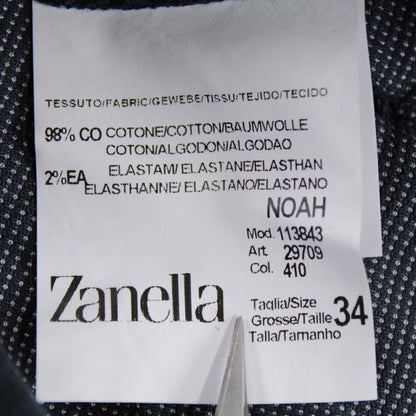 TESSUTO/FABRIC/GEWEBE/TISSU/TEJIDO/TECIDO
98% CO COTONE/COTTON/BAUMWOLLE
COTON/ALGODON/ALGODAO
2%EA ELASTAM/ ELASTANE/ELASTHAN
ELASTHANNE/ ELASTANO/ELASTANO
NOAH
Mod. 113843
Art. 29709
Col. 410
Zanella
Taglia/Size
Grosse/Taille 34
Talla/Tamanho